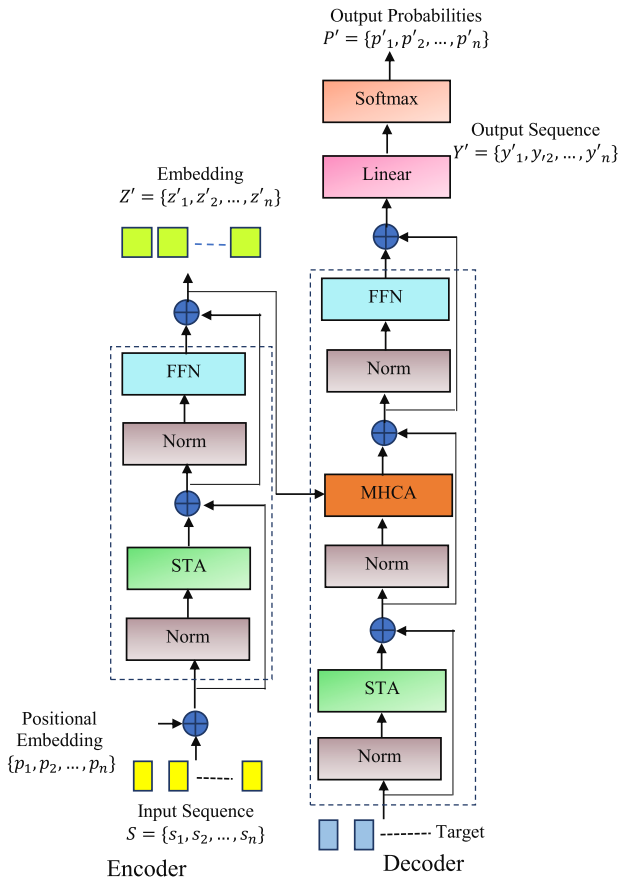 Output Probabilities
P′ = {p′₁, p′₂, … , p′ₙ}
Softmax
Output Sequence
Y′ = {y′₁, y,₂, … , y′ₙ}
Linear
Embedding
Z′ = {z′₁, z′₂, … , z′ₙ}
FFN
Norm
STA
Norm
Positional
Embedding
{p₁, p₂, … , pₙ}
Input Sequence
S = {s₁, s₂, … , sₙ}
Encoder
FFN
Norm
MHCA
Norm
STA
Norm
Target
Decoder